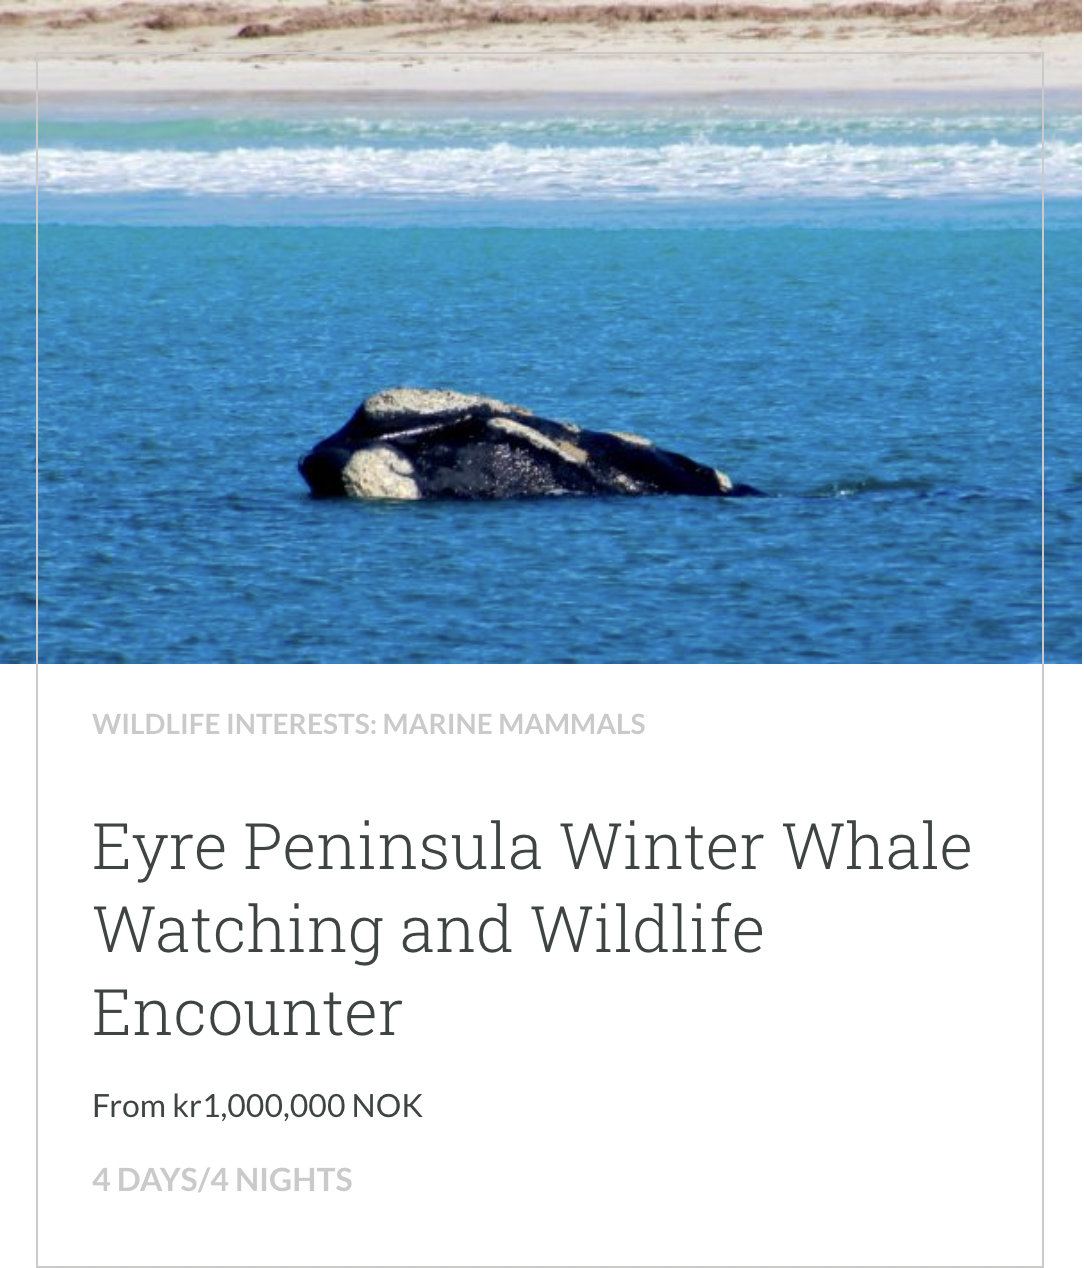 WILDLIFE INTERESTS: MARINE MAMMALS
Eyre Peninsula Winter Whale
Watching and Wildlife
Encounter
From kr1,000,000 NOK
4 DAYS/4 NIGHTS